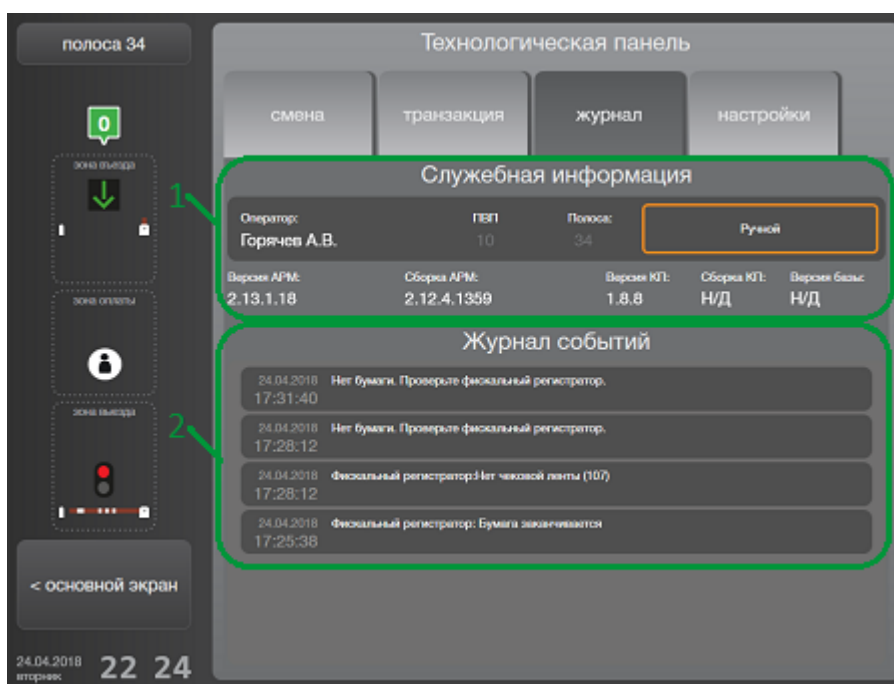 полоса 34
Технологическая панель
смена
транзакция
журнал
настройки
0
зона въезда
1
Служебная информация
Оператор:
ПВП
Полоса:
Горячев А.В.
10
34
Ручной
Версия АРМ:
Сборка АРМ:
Версия КП:
Сборка КП:
Версия базы:
2.13.1.18
2.12.4.1359
1.8.8
Н/Д
Н/Д
зона оплаты
Журнал событий
24.04.2018 Нет бумаги. Проверьте фискальный регистратор.
17:31:40
зона выезда
2
24.04.2018 Нет бумаги. Проверьте фискальный регистратор.
17:28:12
24.04.2018 Фискальный регистратор:Нет чековой ленты (107)
17:28:12
24.04.2018 Фискальный регистратор: Бумага заканчивается
17:25:38
< основной экран
24.04.2018
вторник
22 24